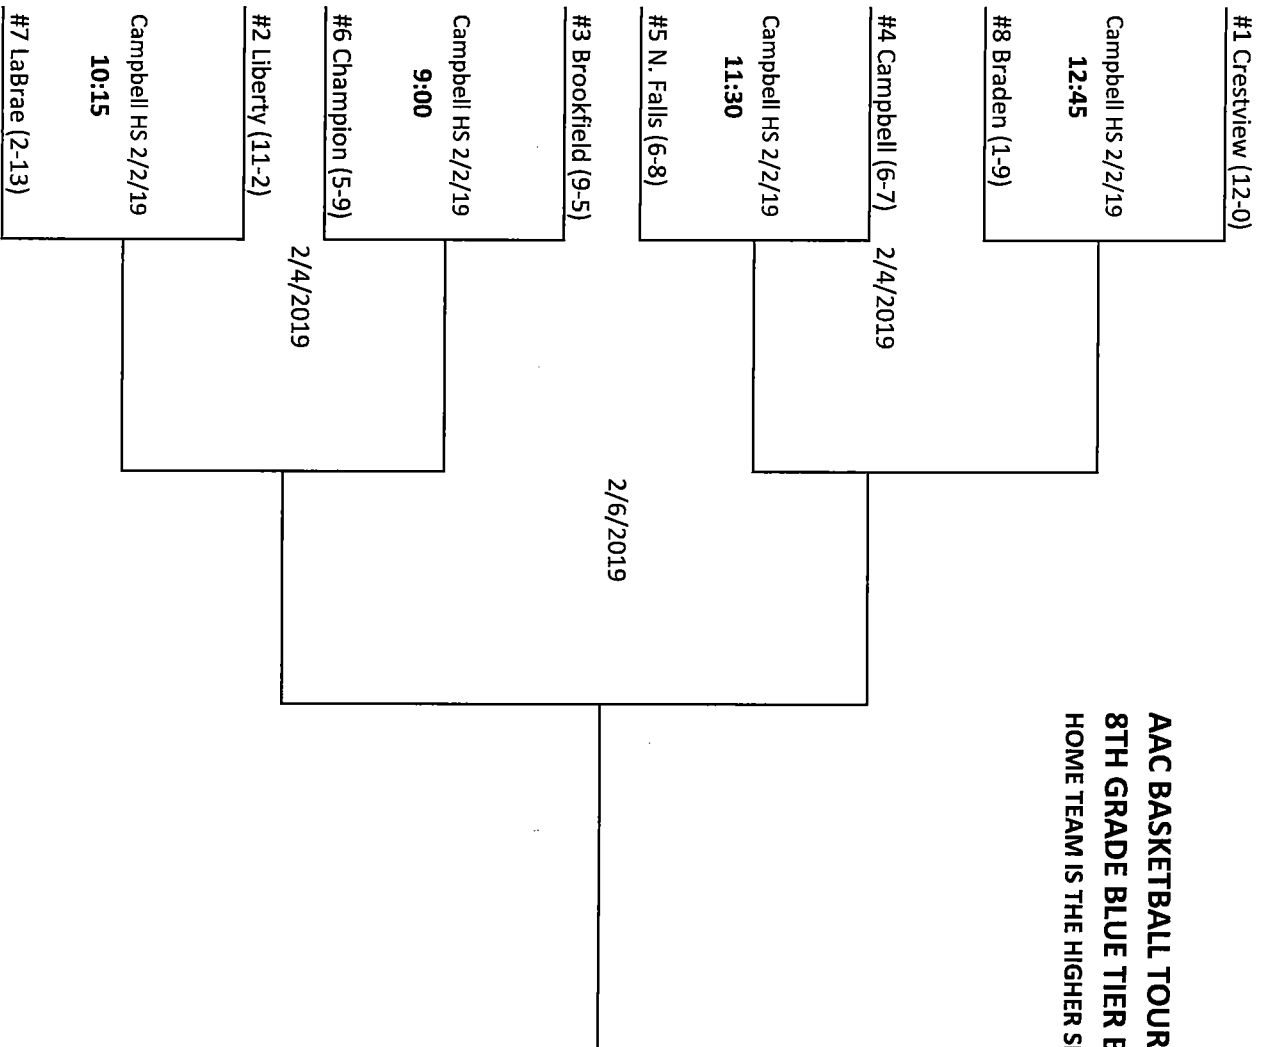 AAC BASKETBALL TOUR
8TH GRADE BLUE TIER
HOME TEAM IS THE HIGHER
#1 Crestview (12-0)
Campbell HS 2/2/19
12:45
#8 Braden (1-9)
2/4/2019
#4 Campbell (6-7)
Campbell HS 2/2/19
11:30
#5 N. Falls (6-8)
2/6/2019
#3 Brookfield (9-5)
Campbell HS 2/2/19
9:00
#6 Champion (5-9)
2/4/2019
#2 Liberty (11-2)
Campbell HS 2/2/19
10:15
#7 LaBrae (2-13)